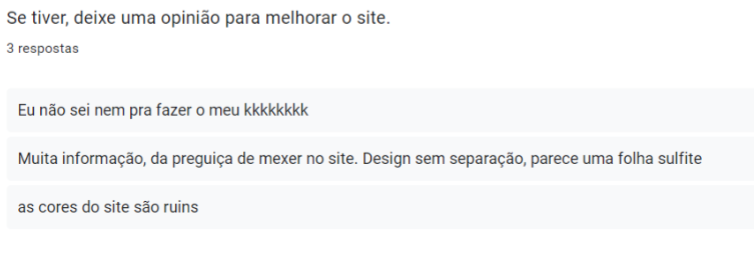 Se tiver, deixe uma opinião para melhorar o site.
3 respostas
Eu não sei nem pra fazer o meu kkkkkkkk
Muita informação, da preguiça de mexer no site. Design sem separação, parece uma folha sulfite
as cores do site são ruins